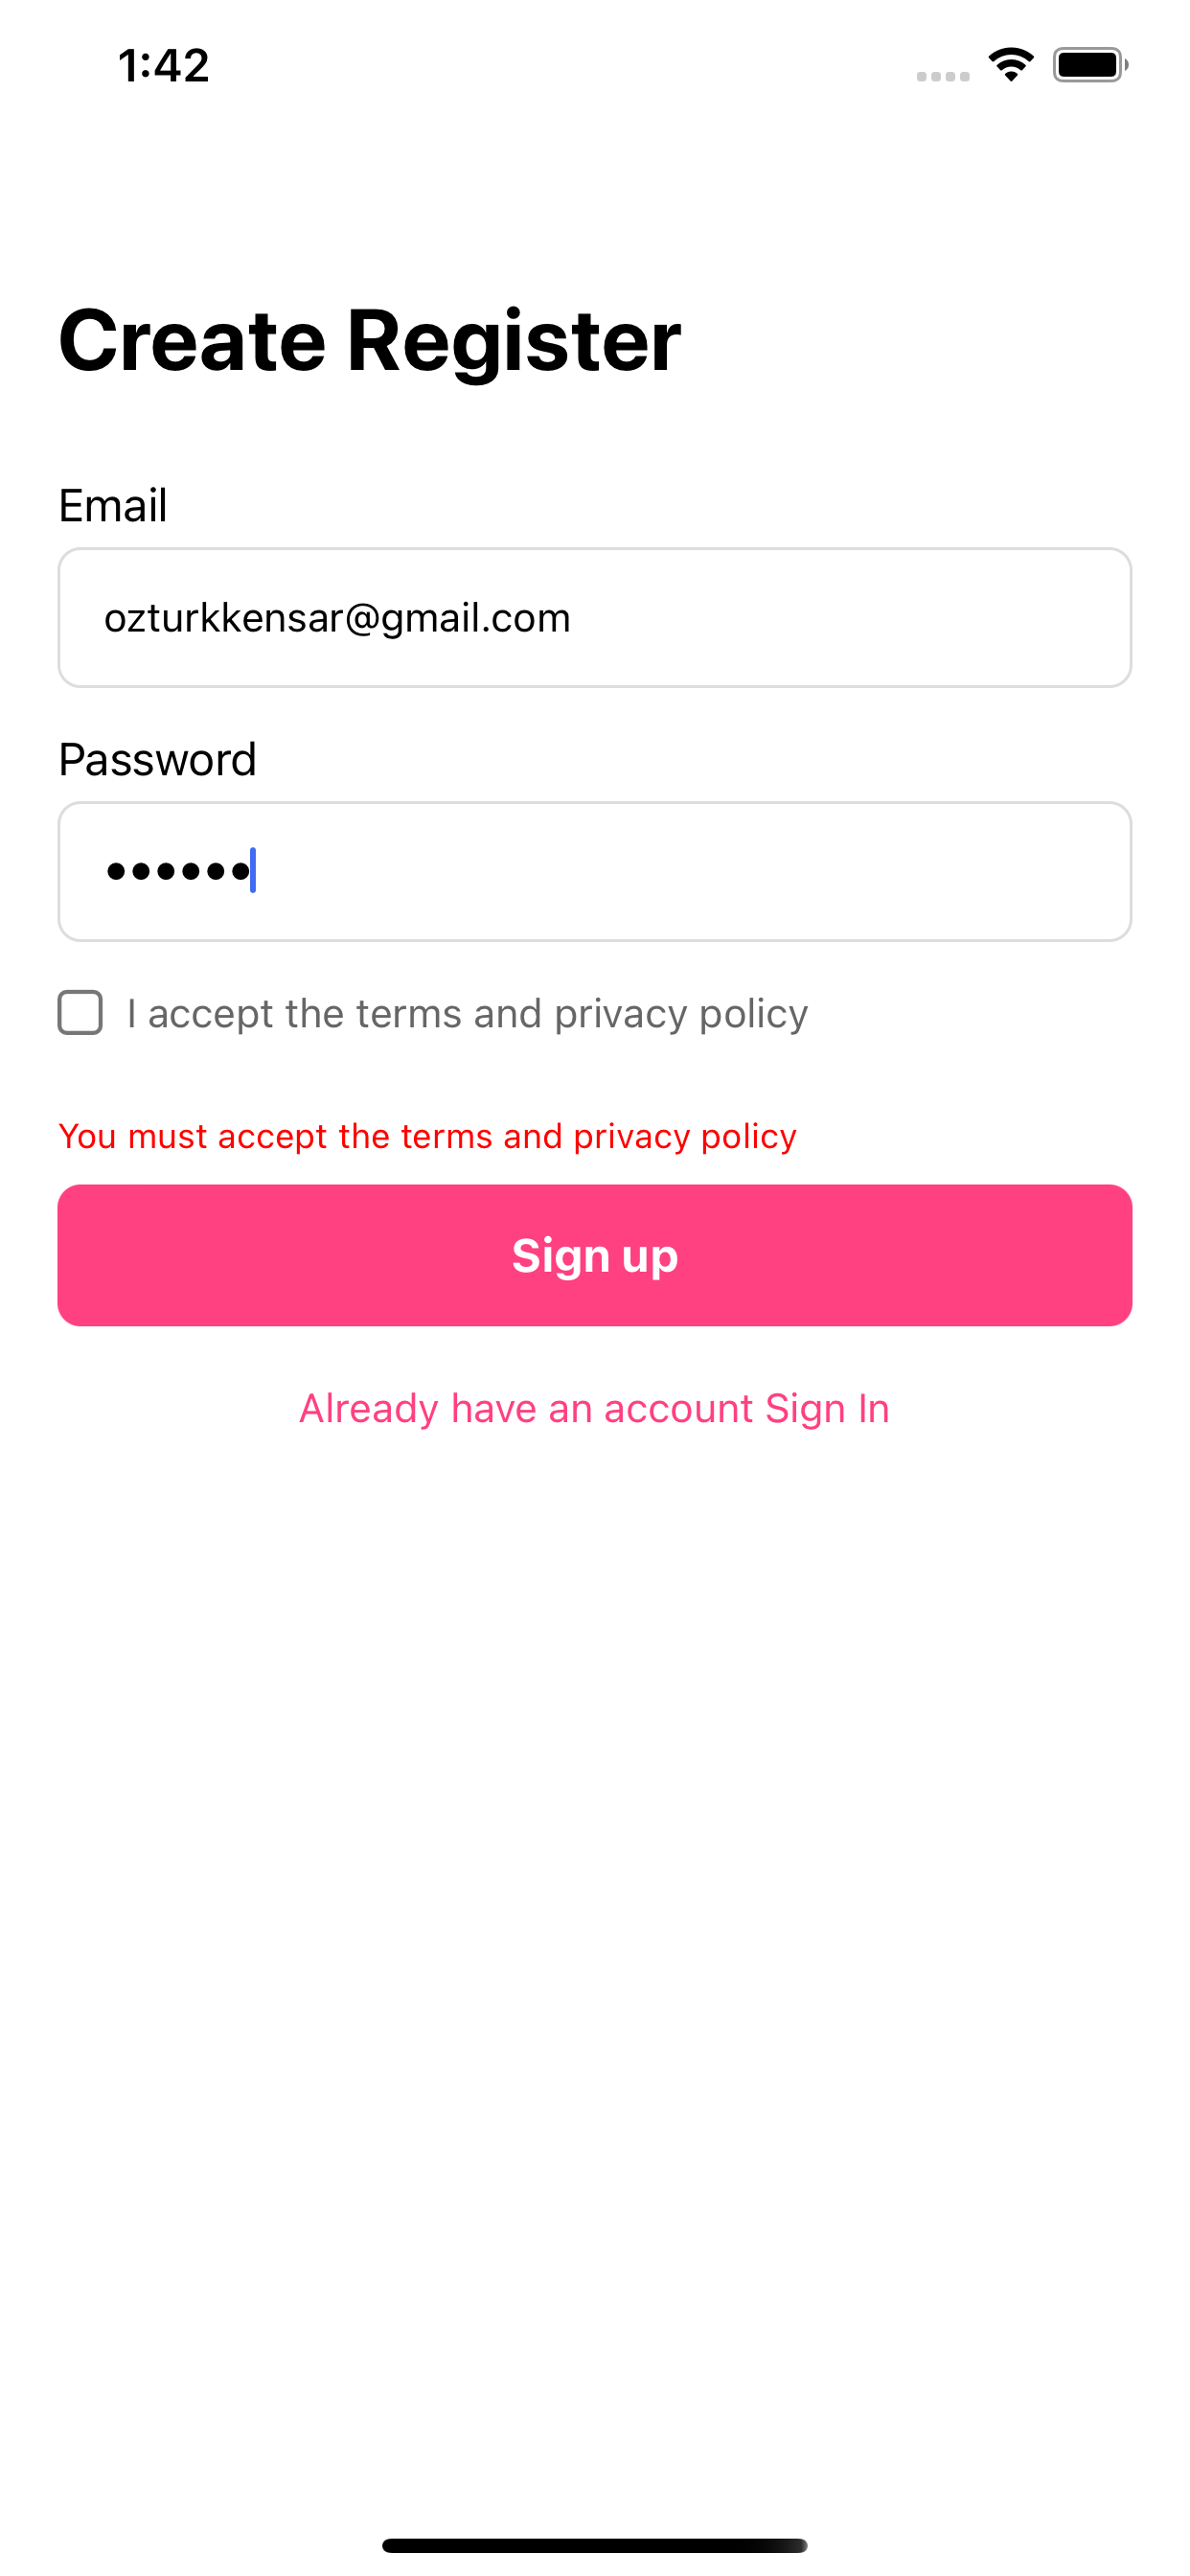 1:42
Create Register
Email
ozturkkensar@gmail.com
Password
••••••
I accept the terms and privacy policy
You must accept the terms and privacy policy
Sign up
Already have an account Sign In